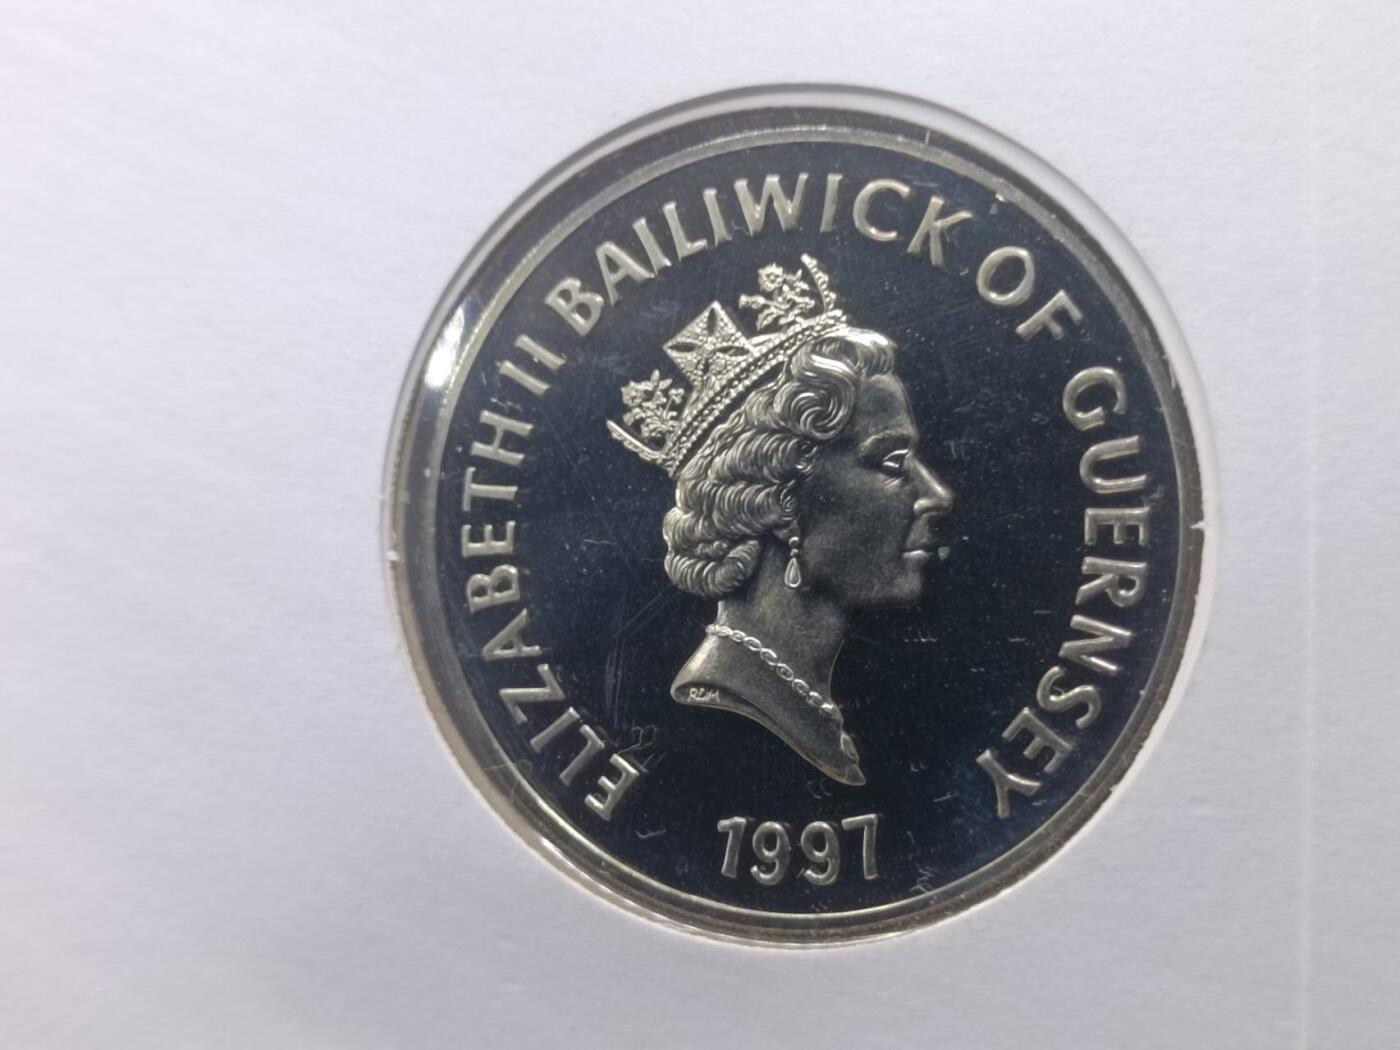 ELIZABETH II BAILIWICK OF GUERNSEY
1997
RDM